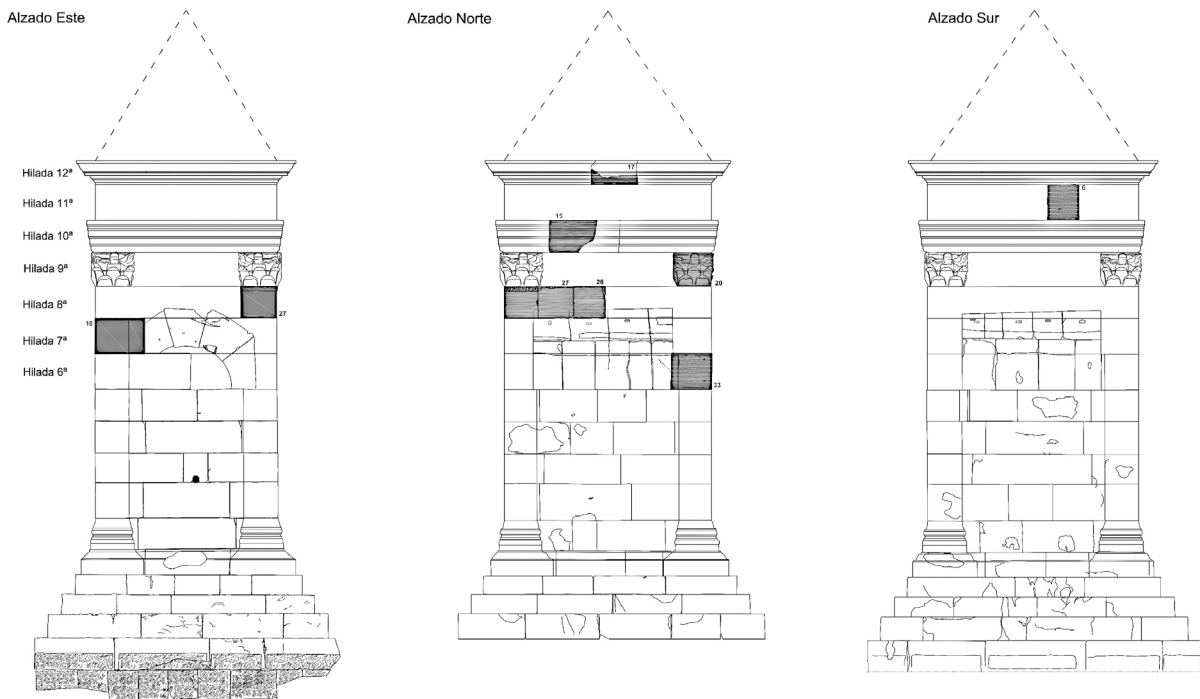 Alzado Este
Alzado Norte
Alzado Sur
Hilada 12ª
17
Hilada 11ª
6
Hilada 10ª
15
Hilada 9ª
20
Hilada 8ª
27
28
27
18
Hilada 7ª
Hilada 6ª
33